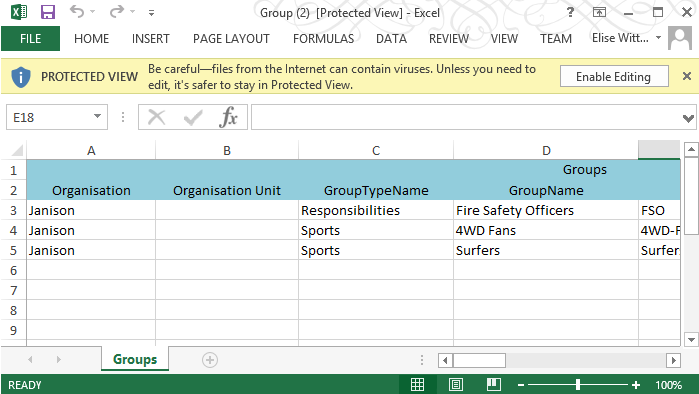 Group (2) [Protected View] - Excel
FILE HOME INSERT PAGE LAYOUT FORMULAS DATA REVIEW VIEW TEAM Elise Witt...
PROTECTED VIEW Be careful—files from the Internet can contain viruses. Unless you need to
edit, it's safer to stay in Protected View.
Enable Editing
E18 fx
A B C D
1 Groups
2 Organisation Organisation Unit GroupTypeName GroupName
3 Janison Responsibilities Fire Safety Officers FSO
4 Janison Sports 4WD Fans 4WD-F
5 Janison Sports Surfers Surfer
6
7
8
9
Groups
READY 100%